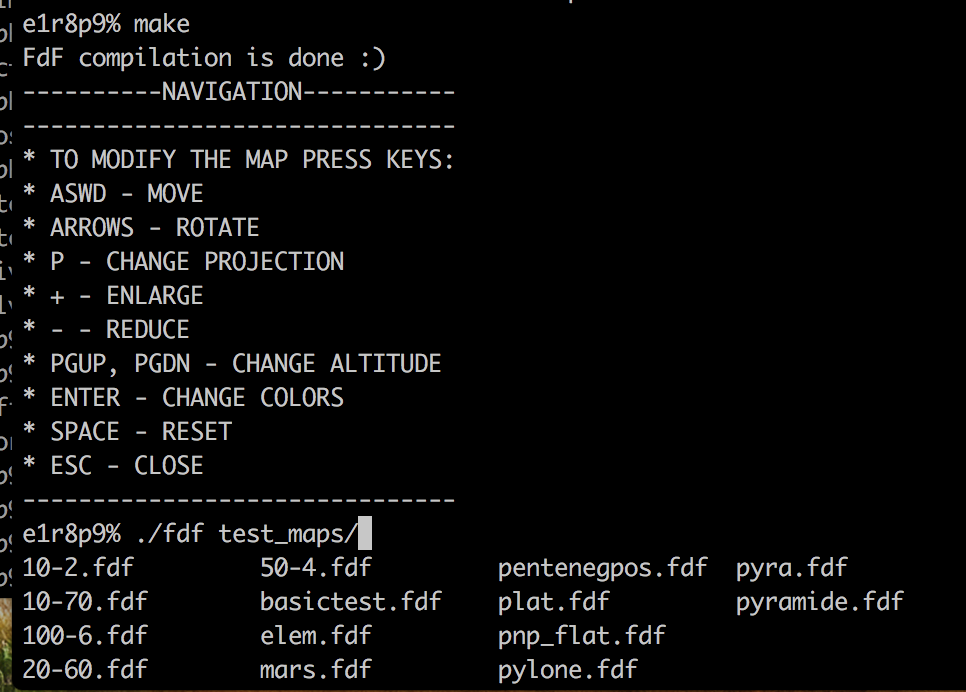 e1r8p9% make
FdF compilation is done :)
----------NAVIGATION-----------
-------------------------------
* TO MODIFY THE MAP PRESS KEYS:
* ASWD - MOVE
* ARROWS - ROTATE
* P - CHANGE PROJECTION
* + - ENLARGE
* - - REDUCE
* PGUP, PGDN - CHANGE ALTITUDE
* ENTER - CHANGE COLORS
* SPACE - RESET
* ESC - CLOSE
-------------------------------
e1r8p9% ./fdf test_maps/
10-2.fdf 50-4.fdf pentenegpos.fdf pyra.fdf
10-70.fdf basictest.fdf plat.fdf pyramide.fdf
100-6.fdf elem.fdf pnp_flat.fdf
20-60.fdf mars.fdf pylone.fdf